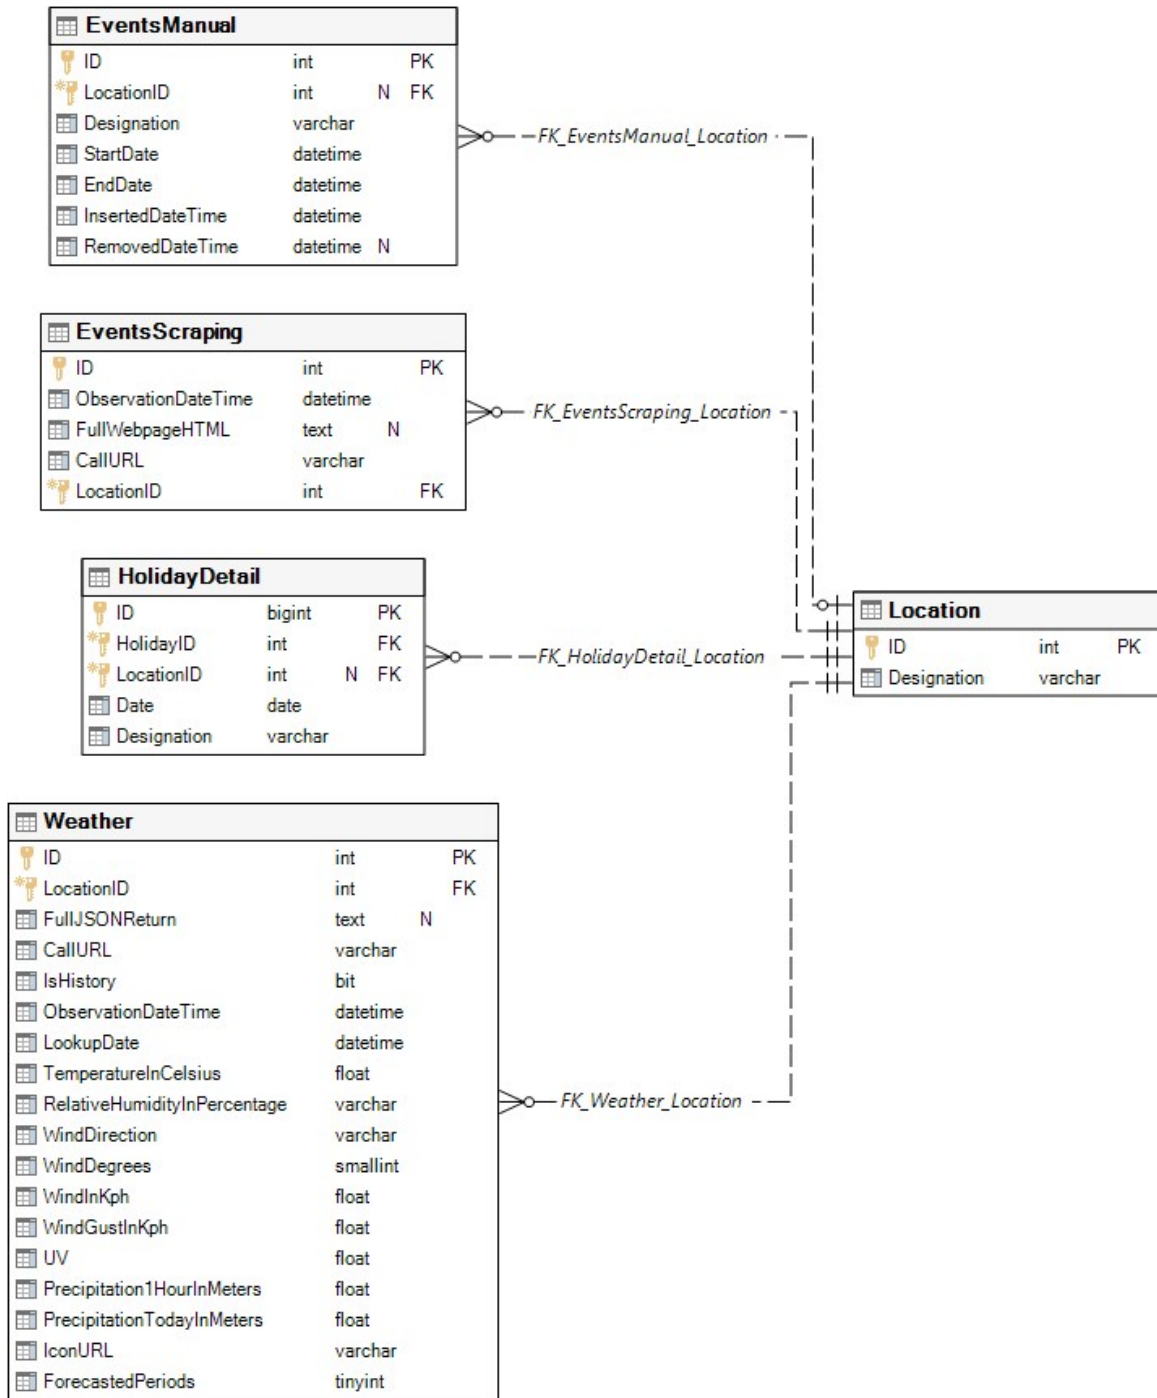 EventsManual
ID int PK
LocationID int N FK
Designation varchar
StartDate datetime
EndDate datetime
InsertedDateTime datetime
RemovedDateTime datetime N
FK_EventsManual_Location
EventsScraping
ID int PK
ObservationDateTime datetime
FullWebpageHTML text N
CallURL varchar
LocationID int FK
FK_EventsScraping_Location
HolidayDetail
ID bigint PK
HolidayID int FK
LocationID int N FK
Date date
Designation varchar
FK_HolidayDetail_Location
Location
ID int PK
Designation varchar
Weather
ID int PK
LocationID int FK
FullJSONReturn text N
CallURL varchar
IsHistory bit
ObservationDateTime datetime
LookupDate datetime
TemperatureInCelsius float
RelativeHumidityInPercentage varchar
WindDirection varchar
WindDegrees smallint
WindInKph float
WindGustInKph float
UV float
Precipitation1HourInMeters float
PrecipitationTodayInMeters float
IconURL varchar
ForecastedPeriods tinyint
FK_Weather_Location